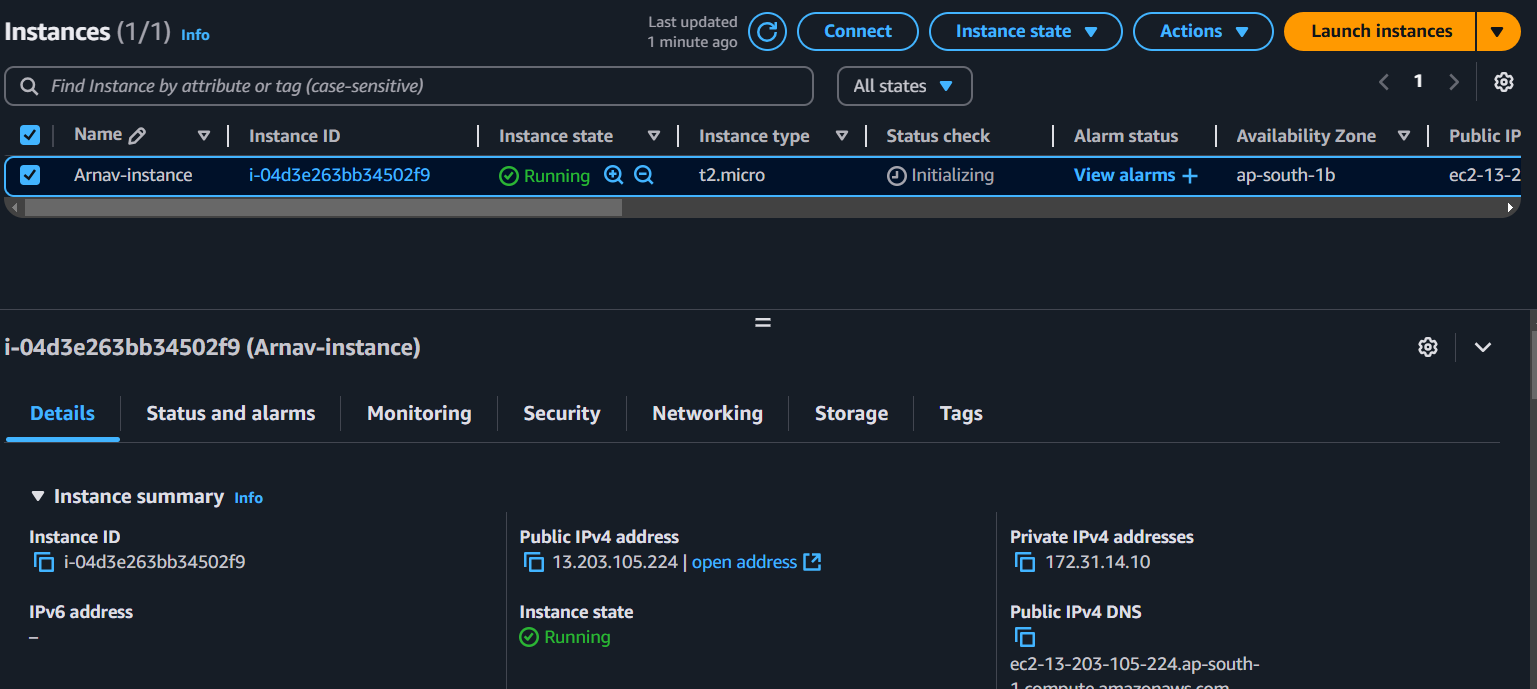 Instances (1/1) Info
Last updated
1 minute ago
Connect
Instance state
Actions
Launch instances
Find Instance by attribute or tag (case-sensitive)
All states
1
Name Instance ID Instance state Instance type Status check Alarm status Availability Zone Public IP
Arnav-instance i-04d3e263bb34502f9 Running t2.micro Initializing View alarms + ap-south-1b ec2-13-2
i-04d3e263bb34502f9 (Arnav-instance)
Details Status and alarms Monitoring Security Networking Storage Tags
Instance summary Info
Instance ID
i-04d3e263bb34502f9
Public IPv4 address
13.203.105.224 | open address
Private IPv4 addresses
172.31.14.10
IPv6 address
–
Instance state
Running
Public IPv4 DNS
ec2-13-203-105-224.ap-south-
1.compute.amazonaws.com